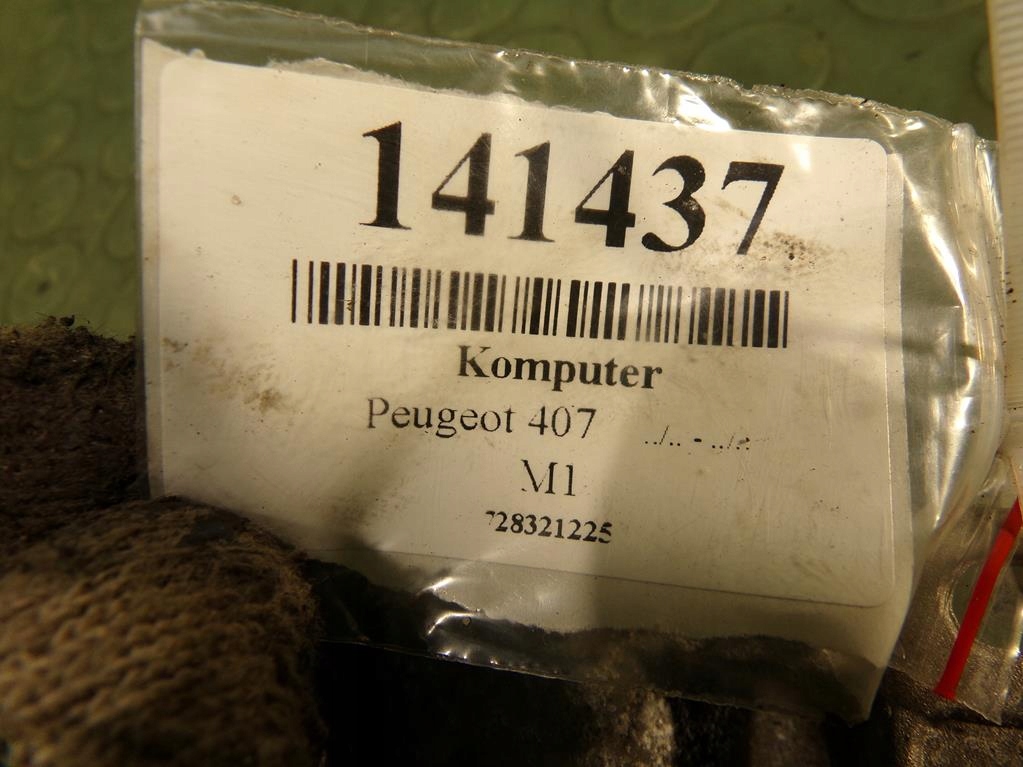 141437
Komputer
Peugeot 407 ../.. - ../..
M1
728321225